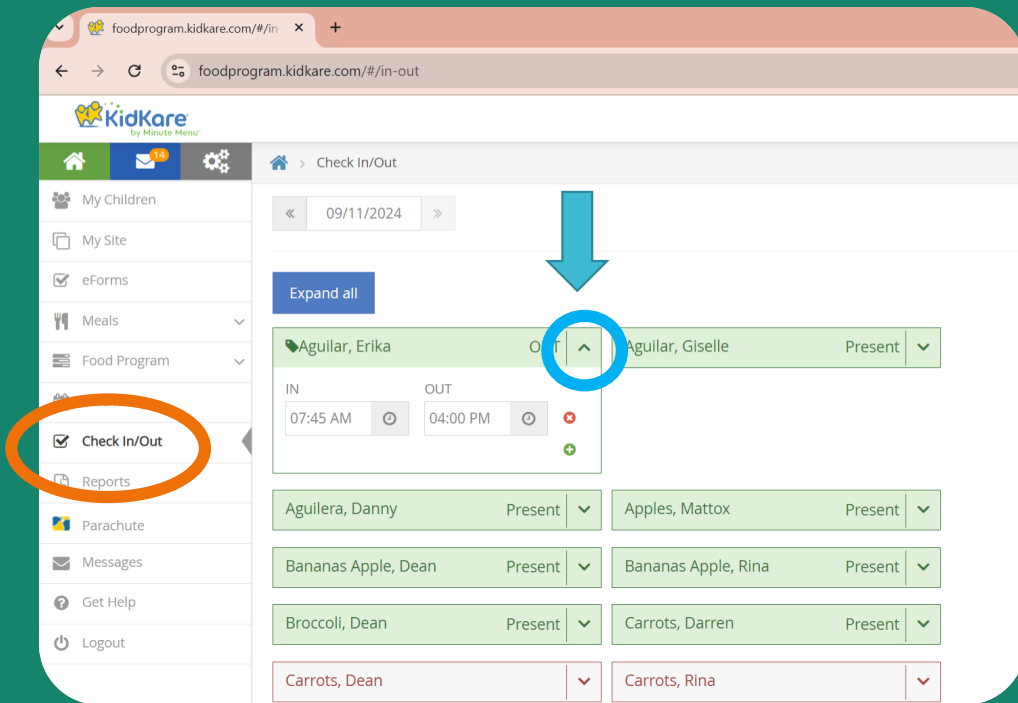 foodprogram.kidkare.com/#/in-
foodprogram.kidkare.com/#/in-out
KidKare
by Minute Menu
14
Check In/Out
My Children
09/11/2024
My Site
eForms
Expand all
Meals
Aguilar, Erika
Aguilar, Giselle Present
Food Program
IN OUT
07:45 AM 04:00 PM
Check In/Out
Reports
Aguilera, Danny Present Apples, Mattox Present
Parachute
Messages
Bananas Apple, Dean Present Bananas Apple, Rina Present
Get Help
Broccoli, Dean Present Carrots, Darren Present
Logout
Carrots, Dean Carrots, Rina